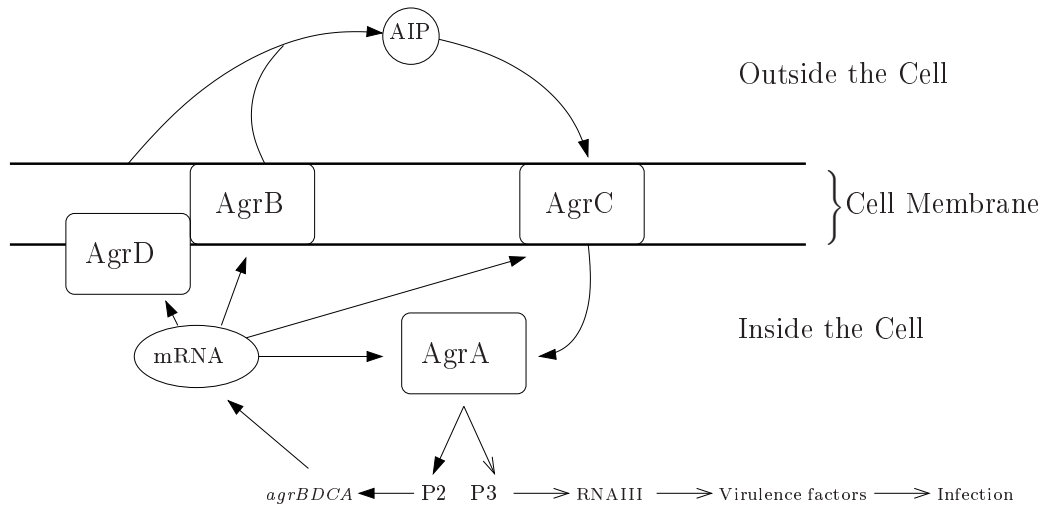 AIP
Outside the Cell
AgrB
AgrC
Cell Membrane
AgrD
Inside the Cell
mRNA
AgrA
agrBDCA
P2
P3
RNAIII
Virulence factors
Infection